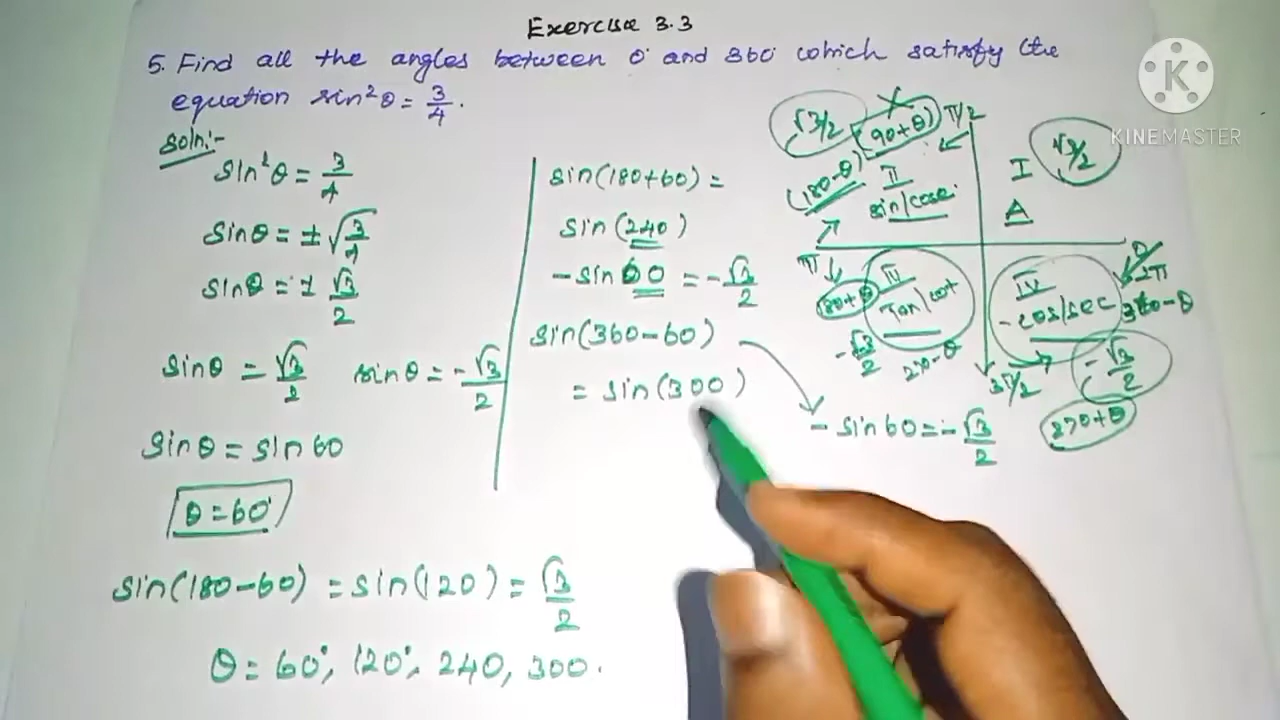 Exercise 3.3
5. Find all the angles between 0° and 360° which satisfy the
equation sin²θ = 3/4.
Soln:-
sin²θ = 3/4
sinθ = ± √3/4
sinθ = ± √3/2
sinθ = √3/2 sinθ = -√3/2
sinθ = sin 60
θ = 60°
sin(180-60) = sin(120) = √3/2
θ = 60°, 120°, 240, 300.
sin(180+60) =
sin(240)
- sin 60 = -√3/2
sin(360-60)
= sin(300)
- sin 60 = -√3/2
√3/2 (90+θ) π/2
(180-θ) II
sin/cosec
I √3/2
A
π III 0
2π
Tan/cot
-√3/2 270-θ
IV
-cos/sec 360-θ
3π/2 -√3/2
270+θ
K
KINEMASTER